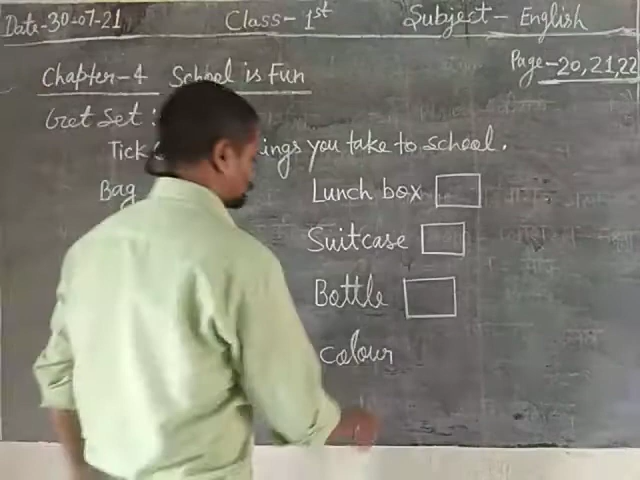 Date-30-07-21 Class-1st Subject-English
Page-20,21,22
Chapter-4 School is Fun
Get Set:
Tick ings you take to school.
Bag Lunch box
Suitcase
Bottle
colour